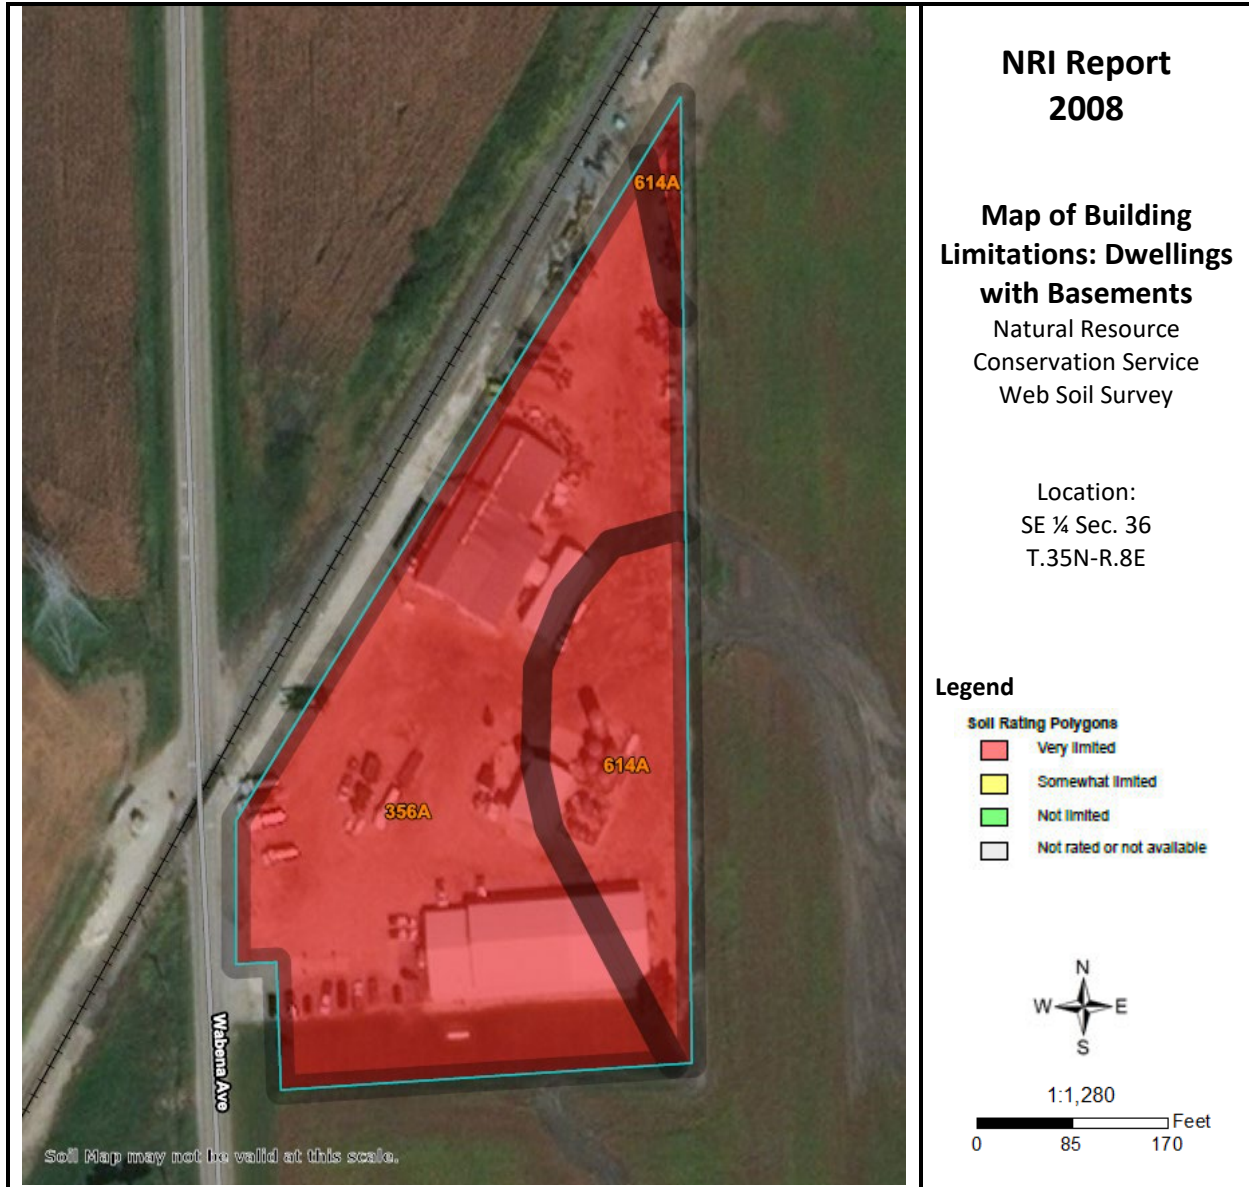 614A
614A
356A
Wabena Ave
Soil Map may not be valid at this scale.
NRI Report
2008
Map of Building
Limitations: Dwellings
with Basements
Natural Resource
Conservation Service
Web Soil Survey
Location:
SE ¼ Sec. 36
T.35N-R.8E
Legend
Soil Rating Polygons
Very limited
Somewhat limited
Not limited
Not rated or not available
N
W E
S
1:1,280
Feet
0 85 170